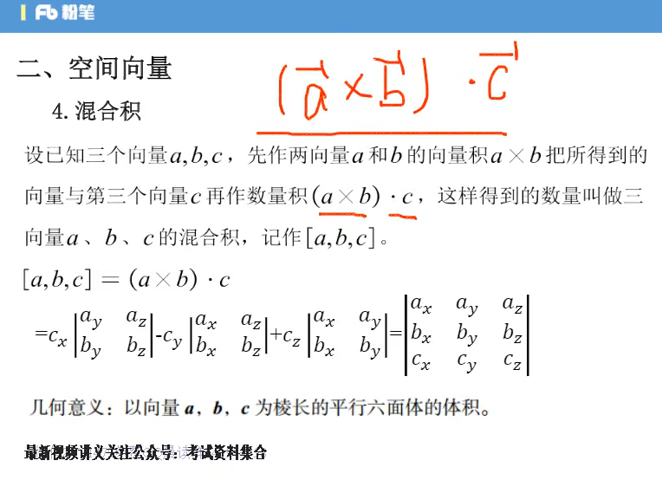 粉笔
二、空间向量
(a×b)·c
4. 混合积
设已知三个向量a,b,c，先作两向量a和b的向量积a×b把所得到的
向量与第三个向量c再作数量积(a×b)·c，这样得到的数量叫做三
向量a、b、c的混合积，记作[a,b,c]。
[a,b,c] = (a×b)·c
=c_x |a_y a_z; b_y b_z| -c_y |a_x a_z; b_x b_z| +c_z |a_x a_y; b_x b_y| = |a_x a_y a_z; b_x b_y b_z; c_x c_y c_z|
几何意义：以向量 a，b，c 为棱长的平行六面体的体积。
最新视频讲义关注公众号：考试资料集合